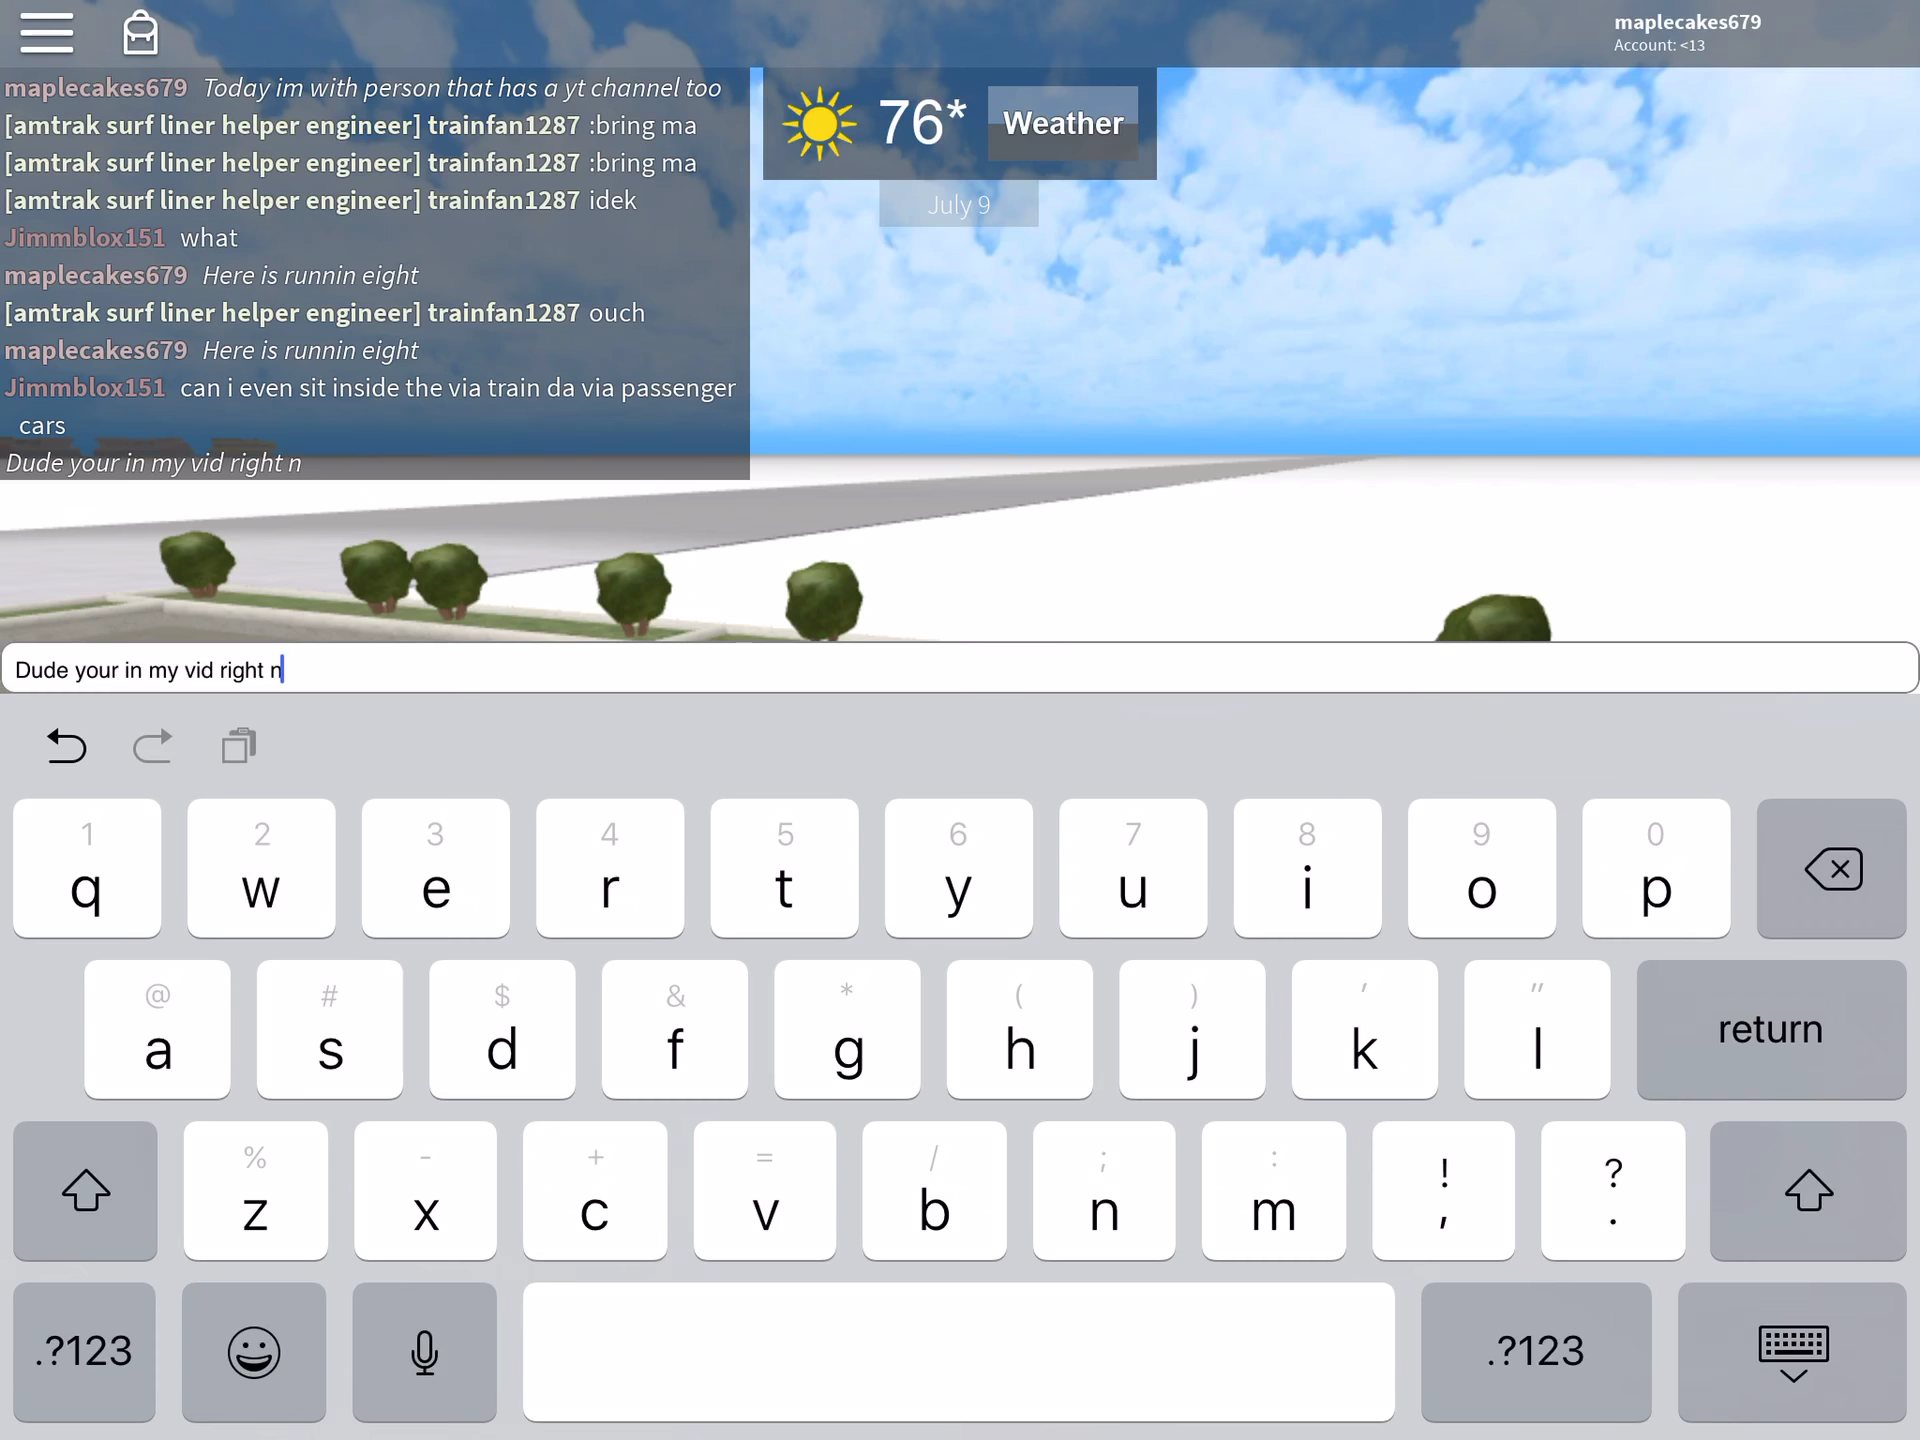 maplecakes679
Account: <13
maplecakes679 Today im with person that has a yt channel too
[amtrak surf liner helper engineer] trainfan1287 :bring ma
[amtrak surf liner helper engineer] trainfan1287 :bring ma
[amtrak surf liner helper engineer] trainfan1287 idek
Jimmblox151 what
maplecakes679 Here is runnin eight
[amtrak surf liner helper engineer] trainfan1287 ouch
maplecakes679 Here is runnin eight
Jimmblox151 can i even sit inside the via train da via passenger
cars
Dude your in my vid right n
76* Weather
July 9
Dude your in my vid right n
1 2 3 4 5 6 7 8 9 0
q w e r t y u i o p
@ # $ & * ( ) ' "
a s d f g h j k l return
% - + = / ; : ! ?
z x c v b n m , .
.?123 .?123